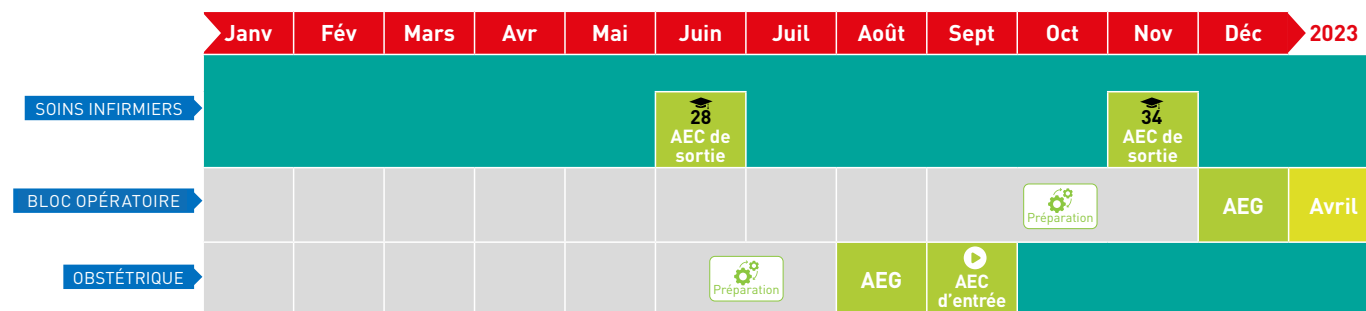 Janv Fév Mars Avr Mai Juin Juil Août Sept Oct Nov Déc 2023
SOINS INFIRMIERS
28
AEC de
sortie
34
AEC de
sortie
BLOC OPÉRATOIRE
Préparation
AEG
Avril
OBSTÉTRIQUE
Préparation
AEG
AEC
d'entrée